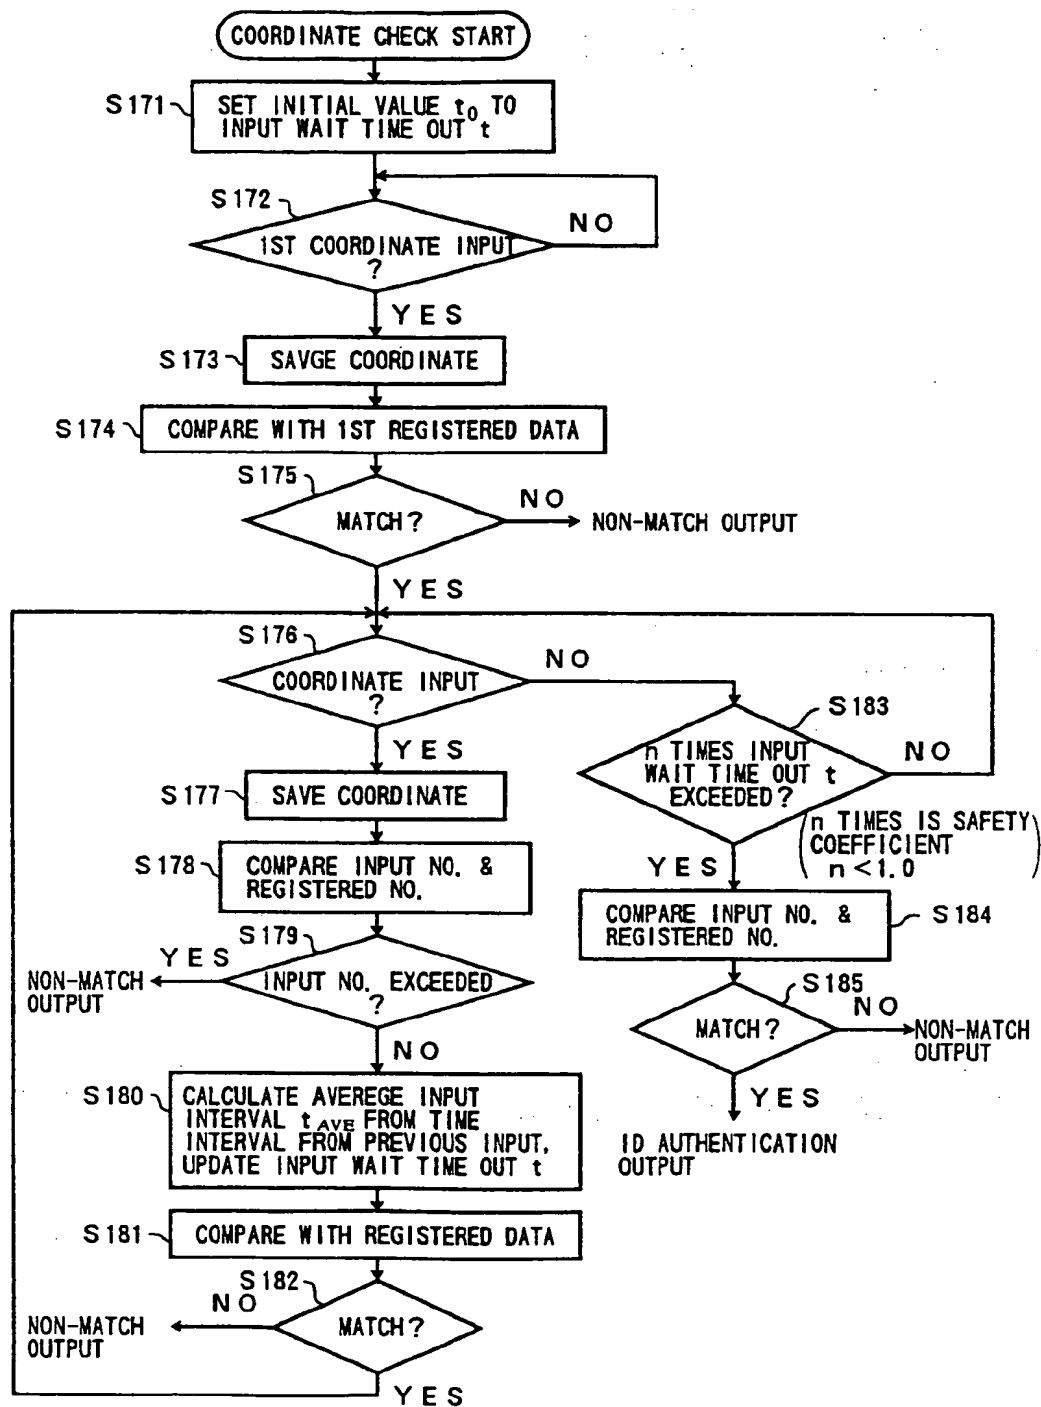 COORDINATE CHECK START
S171
SET INITIAL VALUE t0 TO
INPUT WAIT TIME OUT t
S172
NO
1ST COORDINATE INPUT
?
YES
S173
SAVGE COORDINATE
S174
COMPARE WITH 1ST REGISTERED DATA
S175
NO
MATCH?
NON-MATCH OUTPUT
YES
S176
NO
COORDINATE INPUT
?
YES
S183
n TIMES INPUT
WAIT TIME OUT t
EXCEEDED?
NO
(n TIMES IS SAFETY
COEFFICIENT
n<1.0)
YES
S177
SAVE COORDINATE
S178
COMPARE INPUT NO. &
REGISTERED NO.
S184
COMPARE INPUT NO. &
REGISTERED NO.
S179
YES
INPUT NO. EXCEEDED
?
NON-MATCH
OUTPUT
NO
S185
NO
MATCH?
NON-MATCH
OUTPUT
YES
ID AUTHENTICATION
OUTPUT
S180
CALCULATE AVEREGE INPUT
INTERVAL tAVE FROM TIME
INTERVAL FROM PREVIOUS INPUT.
UPDATE INPUT WAIT TIME OUT t
S181
COMPARE WITH REGISTERED DATA
S182
NO
MATCH?
NON-MATCH
OUTPUT
YES